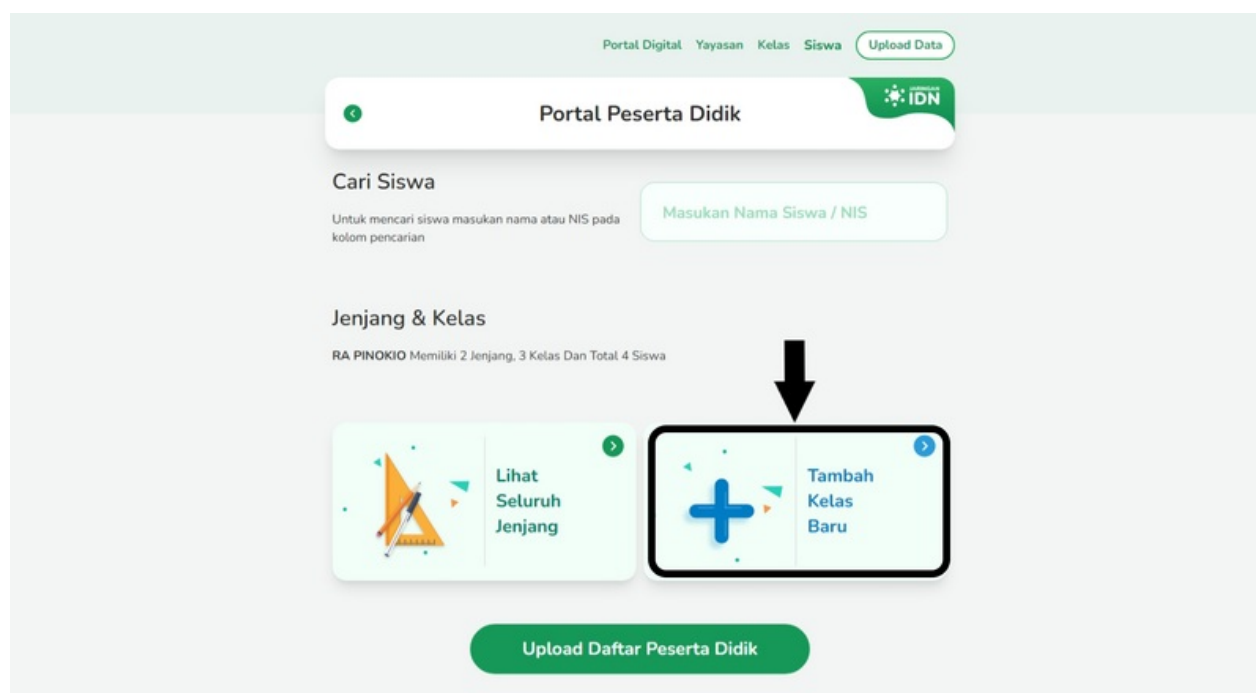 Portal Digital Yayasan Kelas Siswa Upload Data
JARINGAN
IDN
Portal Peserta Didik
Cari Siswa
Untuk mencari siswa masukan nama atau NIS pada
kolom pencarian
Masukan Nama Siswa / NIS
Jenjang & Kelas
RA PINOKIO Memiliki 2 Jenjang, 3 Kelas Dan Total 4 Siswa
Lihat
Seluruh
Jenjang
Tambah
Kelas
Baru
Upload Daftar Peserta Didik